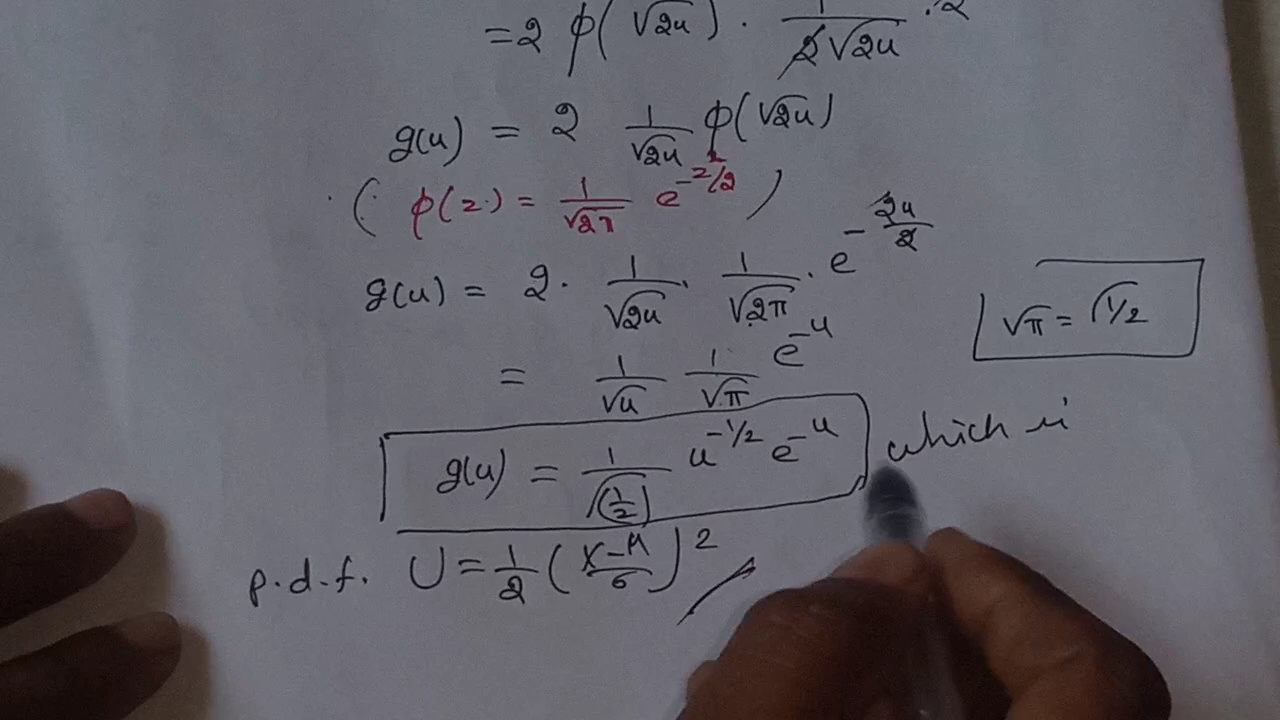 =2 ϕ(√2u) · 1/2√2u .2
g(u) = 2 1/√2u ϕ(√2u)
( ϕ(z) = 1/√2π e^-z²/2 )
g(u) = 2. 1/√2u . 1/√2π . e^-2u/2
= 1/√u 1/√π e^-u
√π = Γ1/2
g(u) = 1/Γ(1/2) u^-1/2 e^-u which is
p.d.f. U = 1/2 (X-μ/σ)²